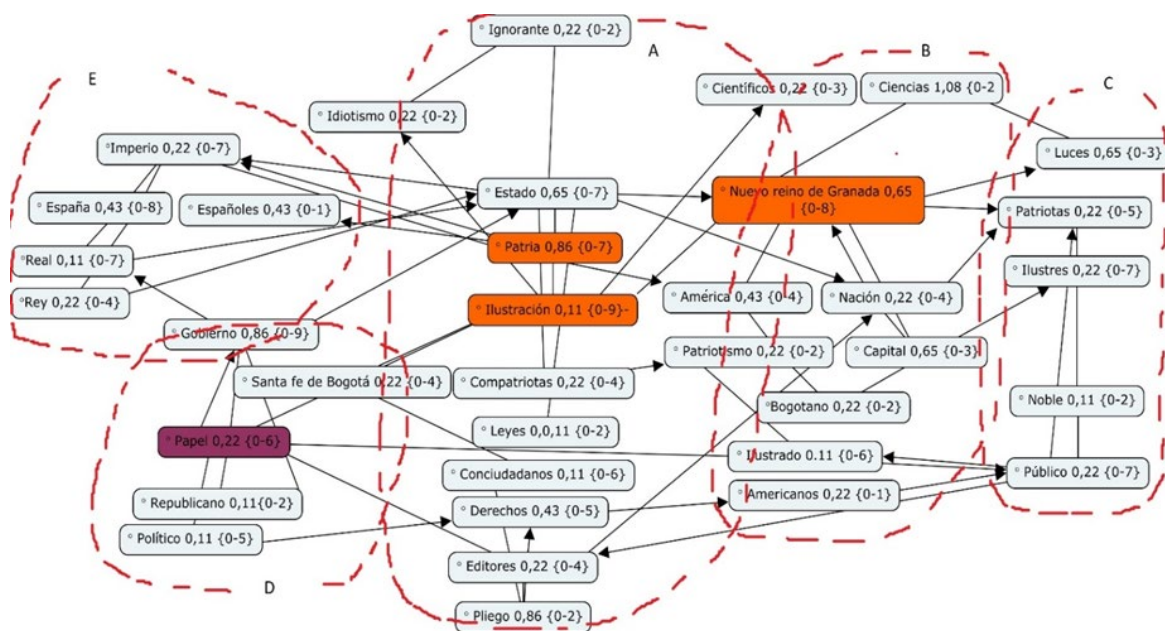 Ignorante 0,22 {0-2}
A
B
E
C
Científicos 0,22 {0-3}
Ciencias 1,08 {0-2
Idiotismo 0,22 {0-2}
Imperio 0,22 {0-7}
Luces 0,65 {0-3}
Estado 0,65 {0-7}
Nuevo reino de Granada 0,65
{0-8}
España 0,43 {0-8}
Españoles 0,43 {0-1}
Patriotas 0,22 {0-5}
Patria 0,86 {0-7}
Real 0,11 {0-7}
Ilustres 0,22 {0-7}
Rey 0,22 {0-4}
Ilustración 0,11 {0-9}-
América 0,43 {0-4}
Nación 0,22 {0-4}
Gobierno 0,86 {0-9}
Patriotismo 0,22 {0-2}
Capital 0,65 {0-3}
Santa fe de Bogotá 0,22 {0-4}
Compatriotas 0,22 {0-4}
Noble 0,11 {0-2}
Bogotano 0,22 {0-2}
Leyes 0,0,11 {0-2}
Papel 0,22 {0-6}
Ilustrado 0.11 {0-6}
Público 0,22 {0-7}
Conciudadanos 0,11 {0-6}
Americanos 0,22 {0-1}
Republicano 0,11{0-2}
Derechos 0,43 {0-5}
Político 0,11 {0-5}
Editores 0,22 {0-4}
D
Pliego 0,86 {0-2}